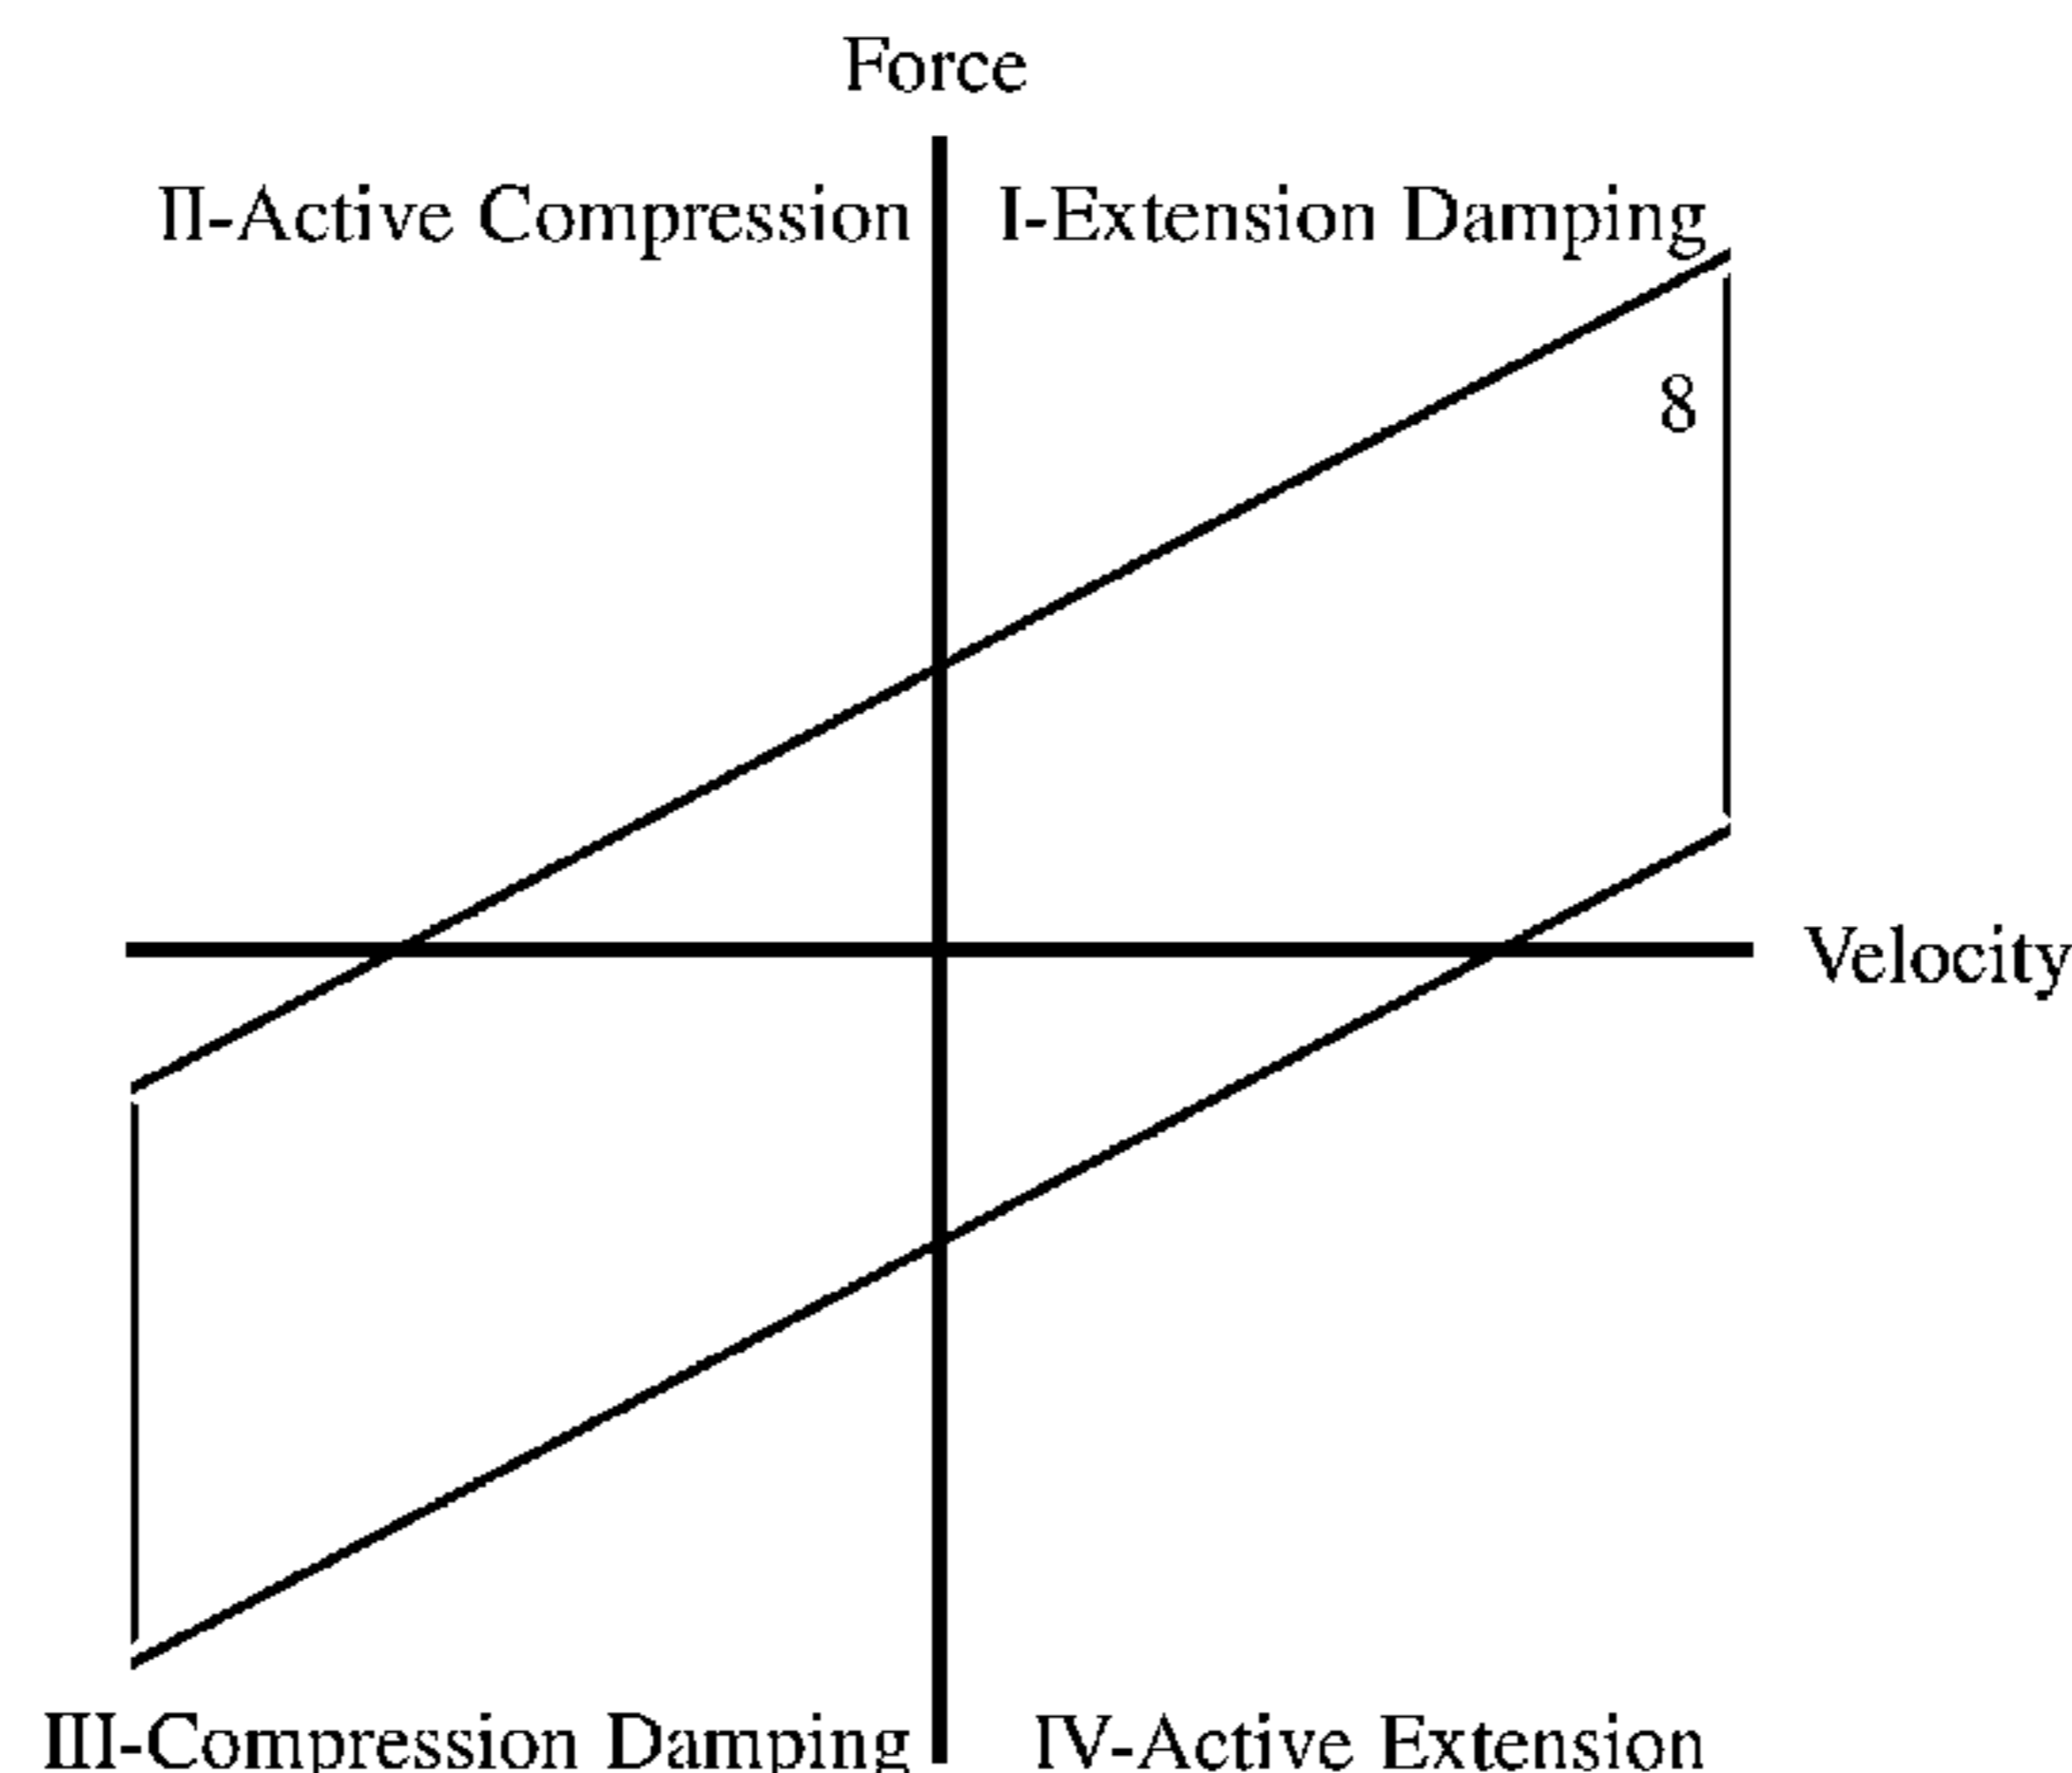 Force
II-Active Compression
I-Extension Damping
8
Velocity
III-Compression Damping
IV-Active Extension